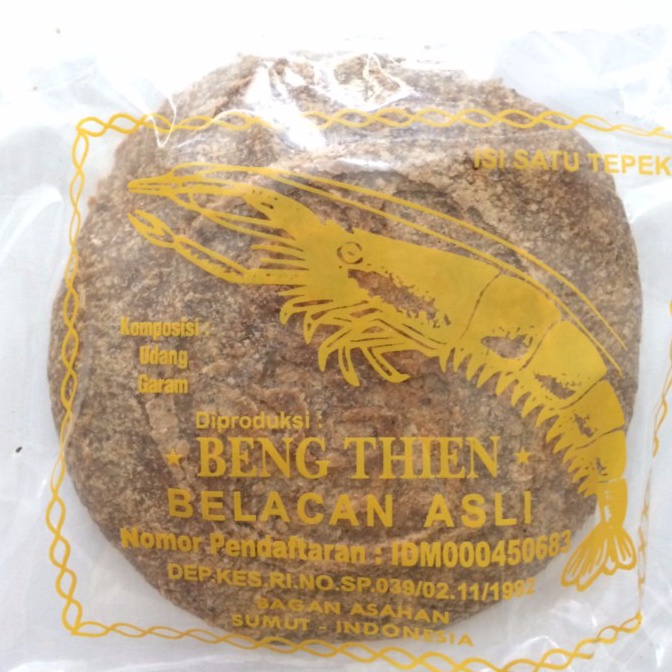 ISI SATU TEPEK
Komposisi :
Udang
Garam
Diproduksi :
BENG THIEN
BELACAN ASLI
Nomor Pendaftaran : IDM000450683
DEP.KES.RI.NO.SP.039/02.11/1992
BAGAN ASAHAN
SUMUT - INDONESIA